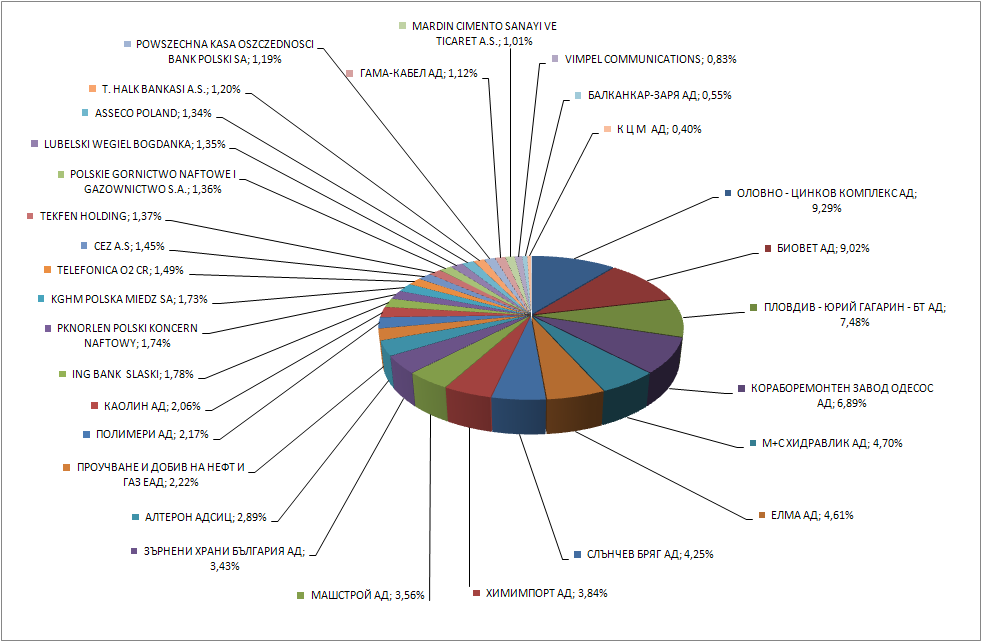 MARDIN CIMENTO SANAYI VE
TICARET A.S.; 1,01%
POWSZECHNA KASA OSZCZEDNOSCI
BANK POLSKI SA; 1,19%
VIMPEL COMMUNICATIONS; 0,83%
ГАМА-КАБЕЛ АД; 1,12%
T. HALK BANKASI A.S.; 1,20%
БАЛКАНКАР-ЗАРЯ АД; 0,55%
ASSECO POLAND; 1,34%
К Ц М АД; 0,40%
LUBELSKI WEGIEL BOGDANKA; 1,35%
POLSKIE GORNICTWO NAFTOWE I
GAZOWNICTWO S.A.; 1,36%
ОЛОВНО - ЦИНКОВ КОМПЛЕКС АД;
9,29%
TEKFEN HOLDING; 1,37%
CEZ A.S; 1,45%
БИОВЕТ АД; 9,02%
TELEFONICA O2 CR; 1,49%
KGHM POLSKA MIEDZ SA; 1,73%
ПЛОВДИВ - ЮРИЙ ГАГАРИН - БТ АД;
7,48%
PKNORLEN POLSKI KONCERN
NAFTOWY; 1,74%
ING BANK SLASKI; 1,78%
КОРАБОРЕМОНТЕН ЗАВОД ОДЕСОС
АД; 6,89%
КАОЛИН АД; 2,06%
ПОЛИМЕРИ АД; 2,17%
М+С ХИДРАВЛИК АД; 4,70%
ПРОУЧВАНЕ И ДОБИВ НА НЕФТ И
ГАЗ ЕАД; 2,22%
АЛТЕРОН АДСИЦ; 2,89%
ЕЛМА АД; 4,61%
ЗЪРНЕНИ ХРАНИ БЪЛГАРИЯ АД;
3,43%
СЛЪНЧЕВ БРЯГ АД; 4,25%
МАШСТРОЙ АД; 3,56%
ХИМИМПОРТ АД; 3,84%